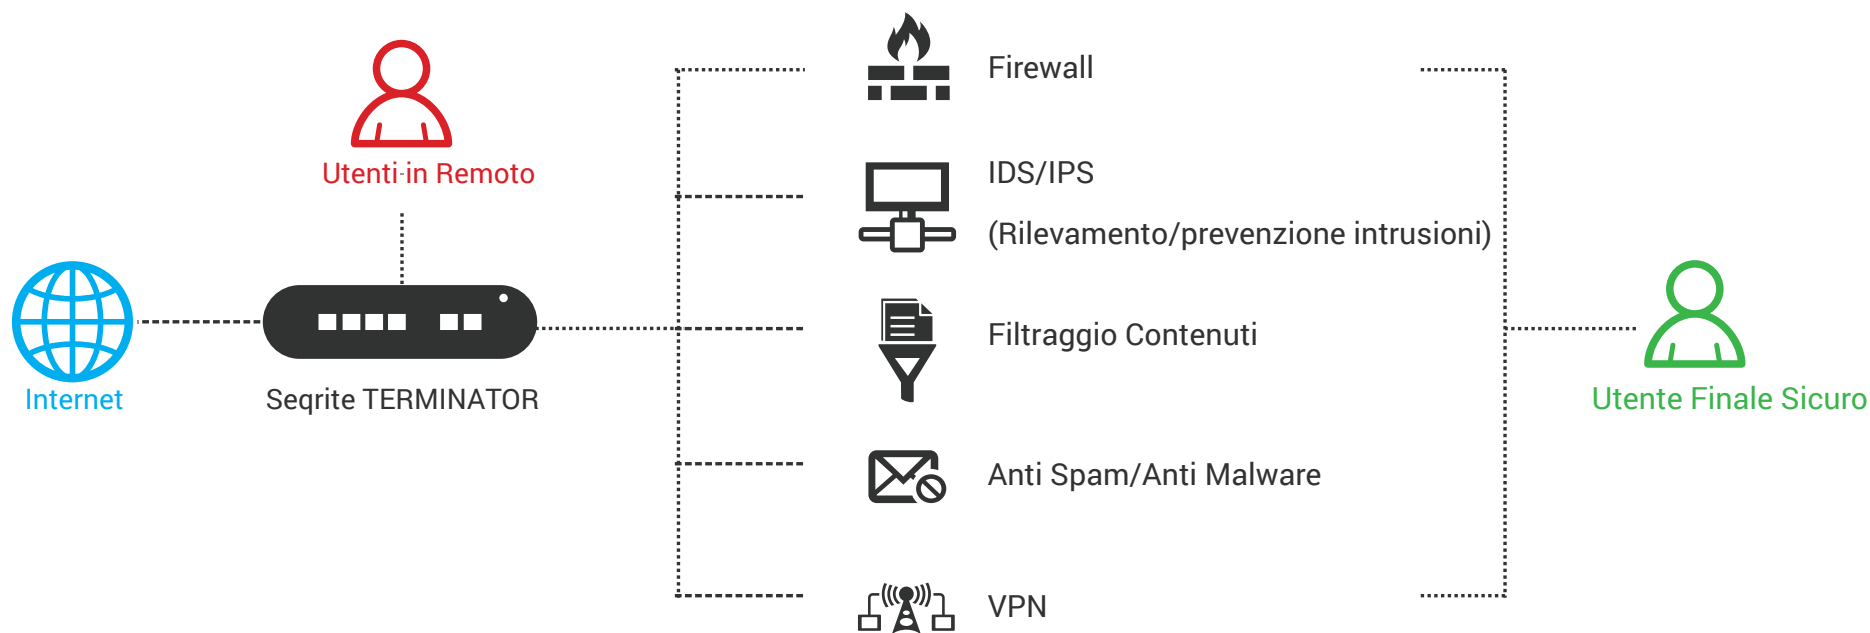 Firewall
Utenti in Remoto
IDS/IPS
(Rilevamento/prevenzione intrusioni)
Filtraggio Contenuti
Internet
Seqrite TERMINATOR
Utente Finale Sicuro
Anti Spam/Anti Malware
VPN